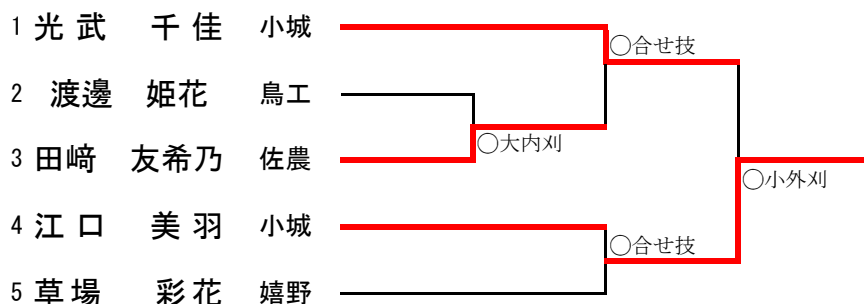 1 光武 千佳 小城
○合せ技
2 渡邊 姫花 鳥工
○大内刈
3 田﨑 友希乃 佐農
○小外刈
4 江口 美羽 小城
○合せ技
5 草場 彩花 嬉野